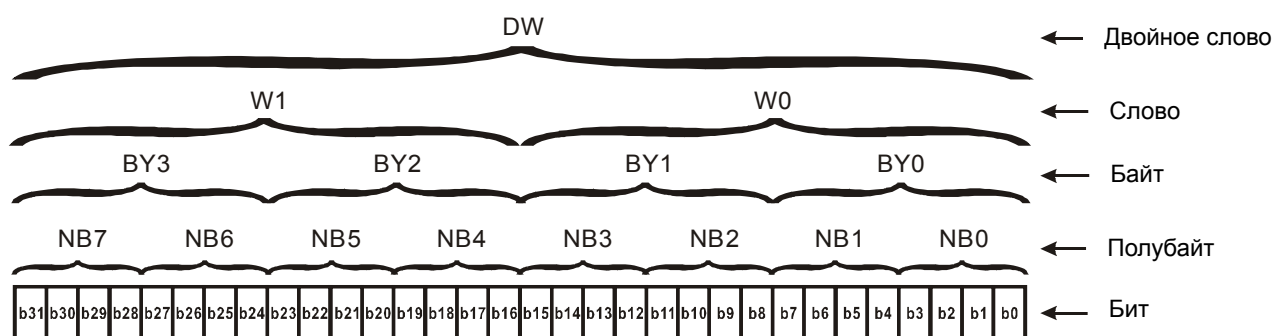 DW
Двойное слово
W1 W0
Слово
BY3 BY2 BY1 BY0
Байт
NB7 NB6 NB5 NB4 NB3 NB2 NB1 NB0
Полубайт
b31 b30 b29 b28 b27 b26 b25 b24 b23 b22 b21 b20 b19 b18 b17 b16 b15 b14 b13 b12 b11 b10 b9 b8 b7 b6 b5 b4 b3 b2 b1 b0
Бит